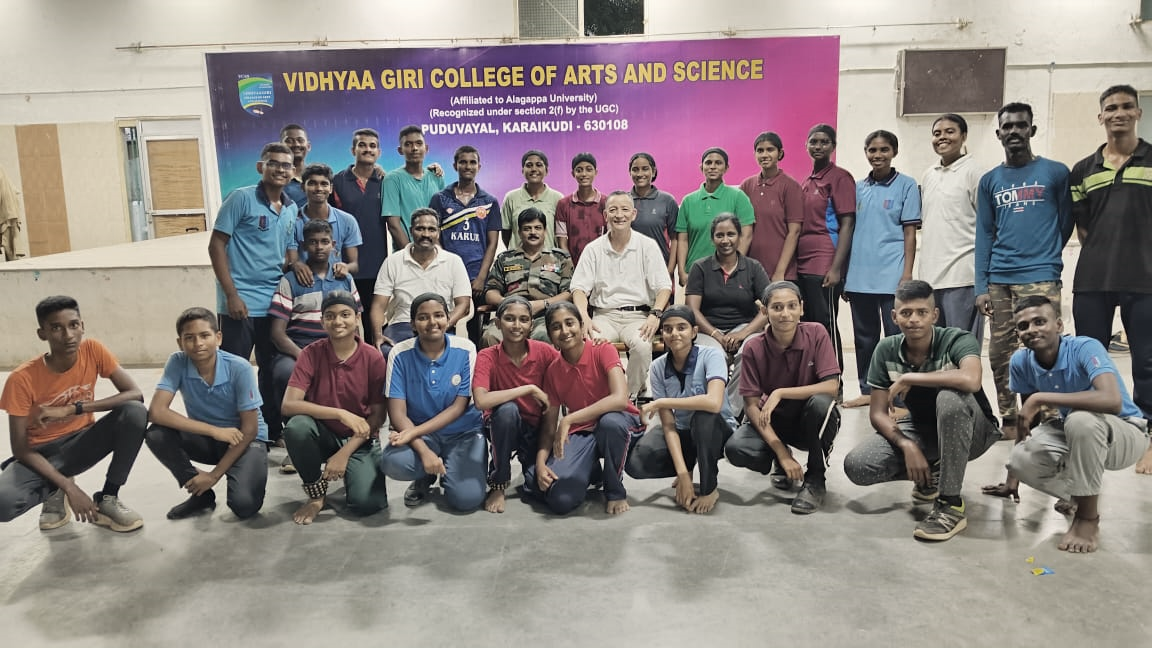 VIDHYAA GIRI COLLEGE OF ARTS AND SCIENCE
(Affiliated to Alagappa University)
(Recognized under section 2(f) by the UGC)
PUDUVAYAL, KARAIKUDI - 630108
3
KARUR
TOMMY